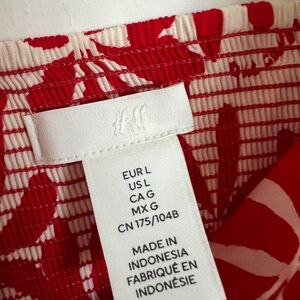 H&M
EUR L
US L
CA G
MX G
CN 175/104B
MADE IN
INDONESIA
FABRIQUÉ EN
INDONÉSIE